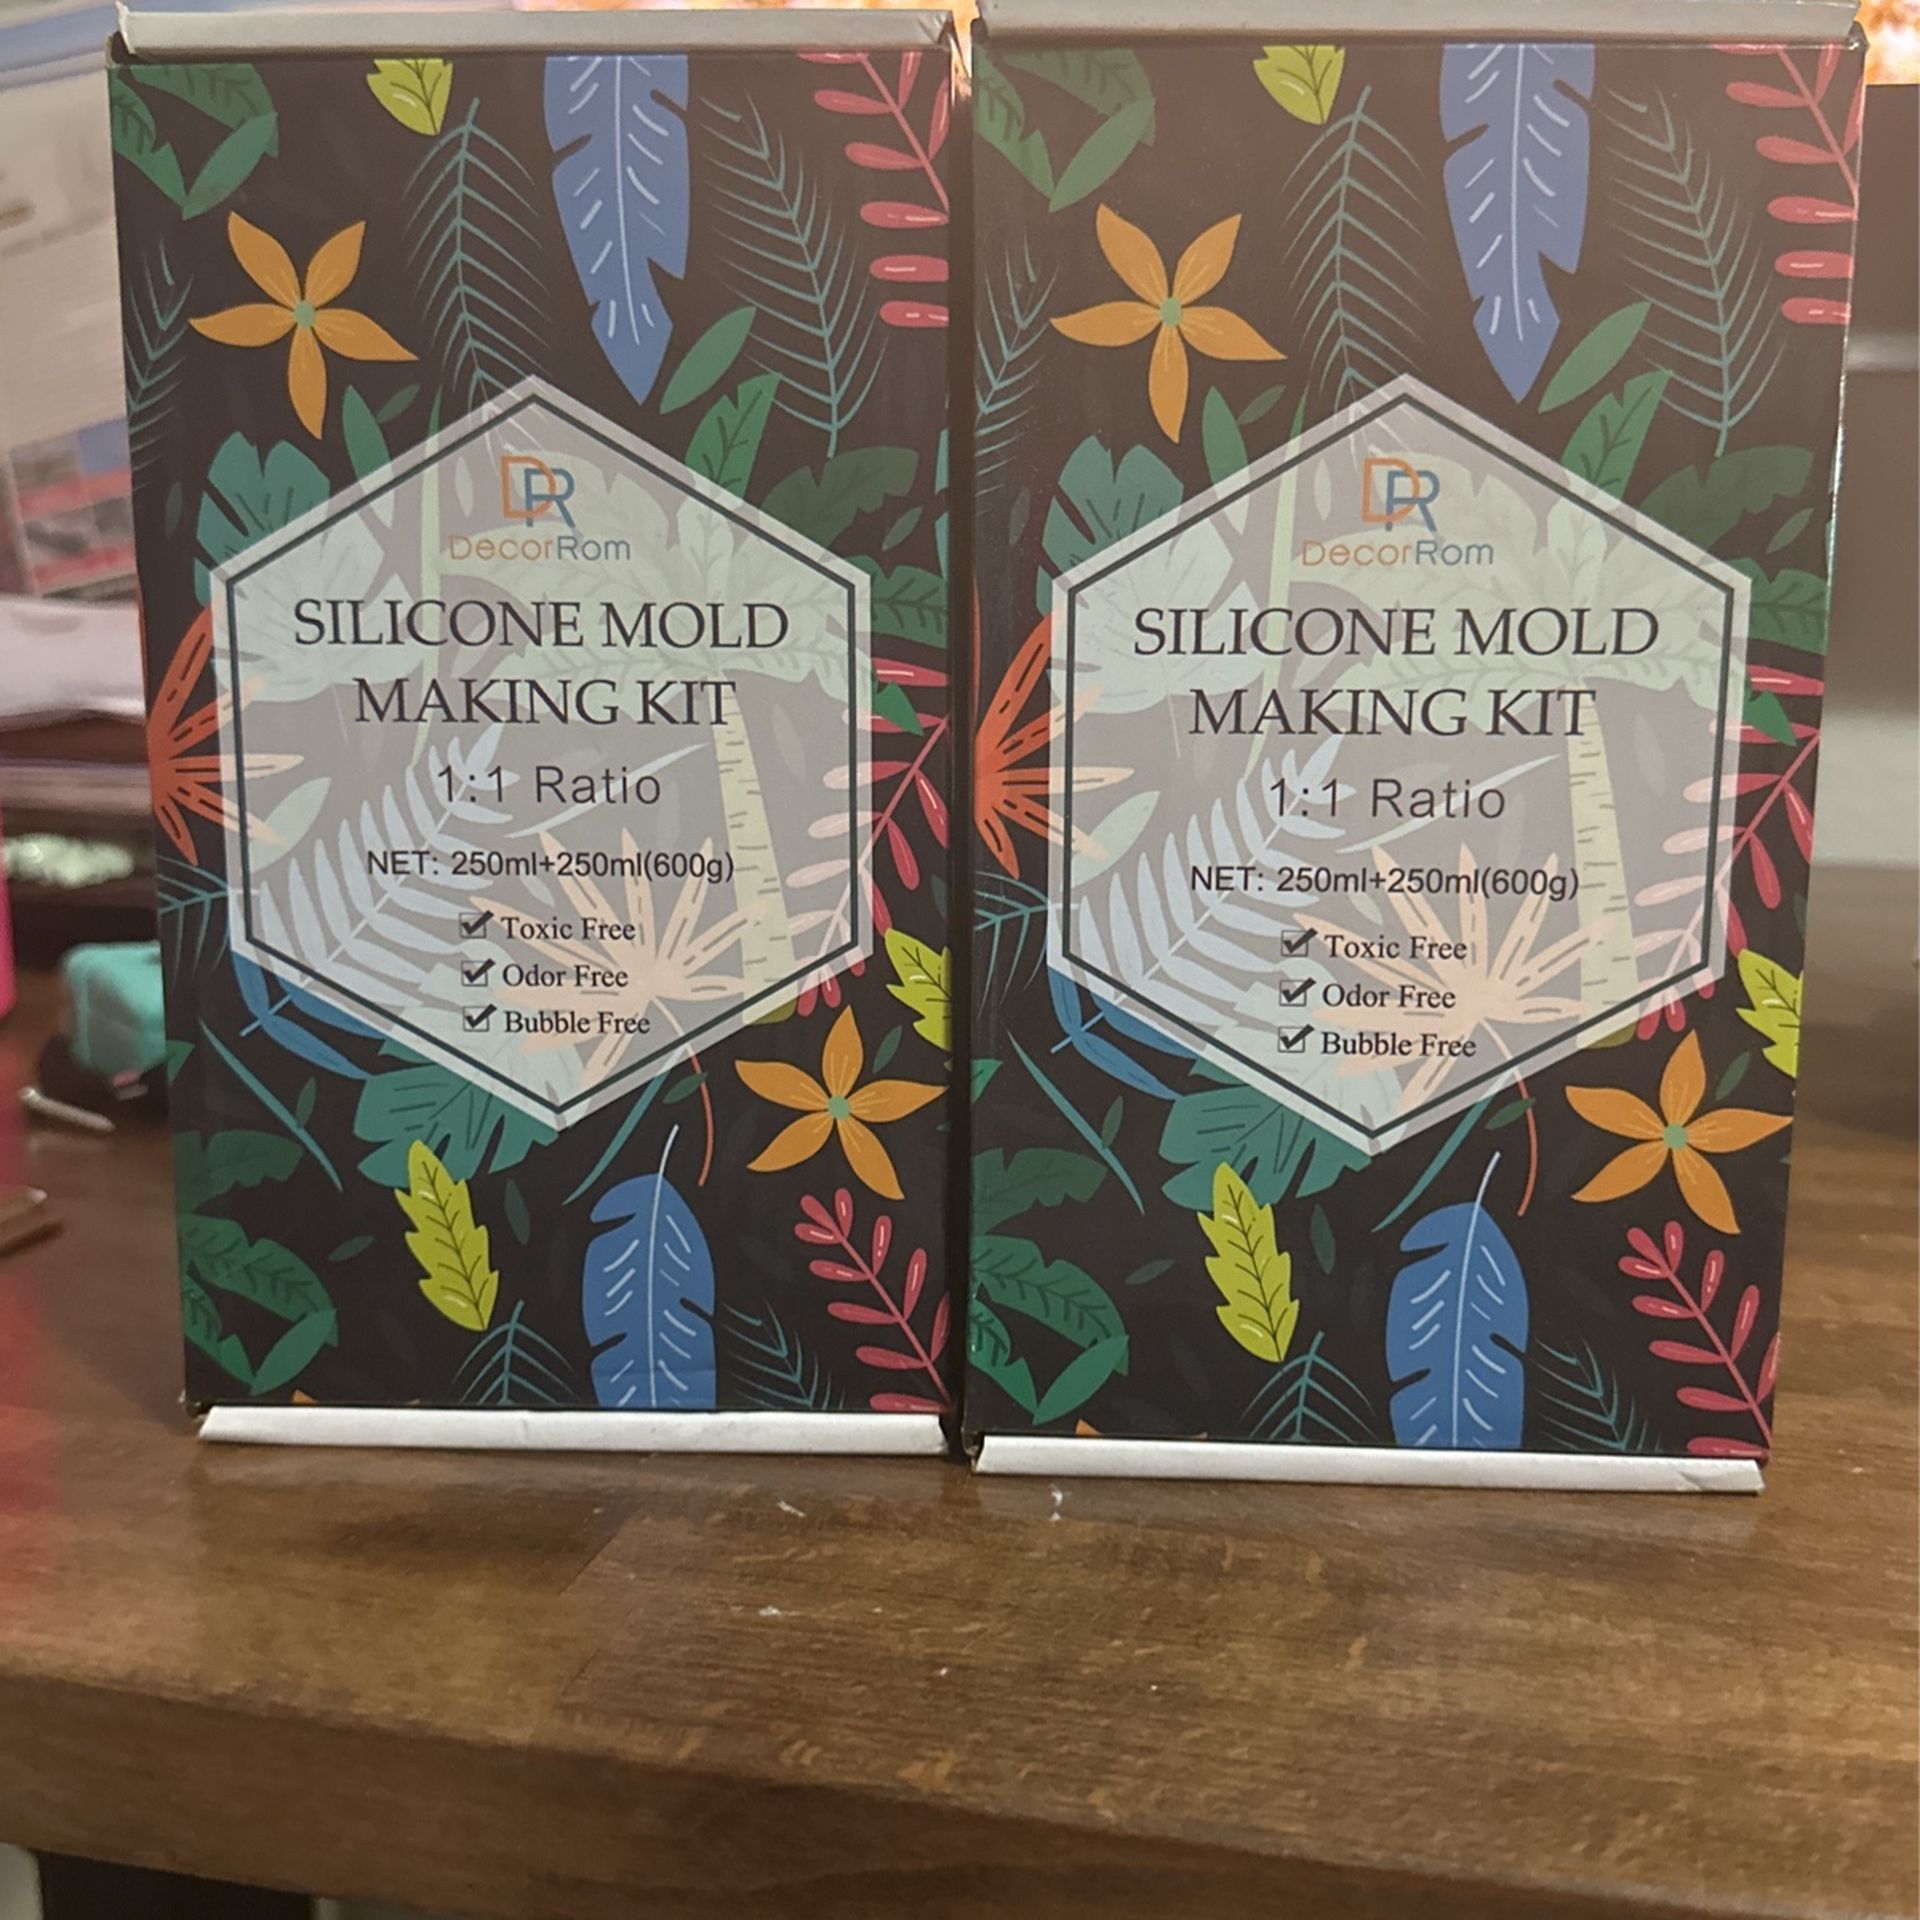 DR
DecorRom
SILICONE MOLD
MAKING KIT
1:1 Ratio
NET: 250ml+250ml(600g)
Toxic Free
Odor Free
Bubble Free
DR
DecorRom
SILICONE MOLD
MAKING KIT
1:1 Ratio
NET: 250ml+250ml(600g)
Toxic Free
Odor Free
Bubble Free